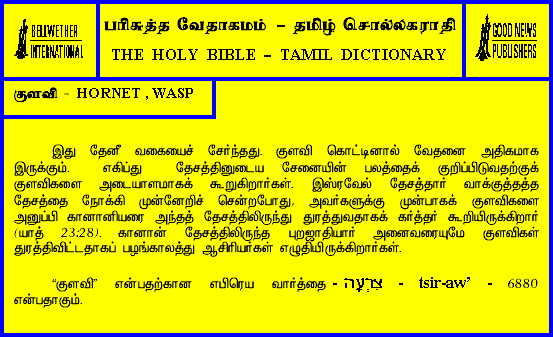 BELLWETHER
INTERNATIONAL
பரிசுத்த வேதாகமம் – தமிழ் சொல்லகராதி
THE HOLY BIBLE – TAMIL DICTIONARY
GOOD NEWS
PUBLISHERS
குளவி - HORNET , WASP
இது தேனீ வகையைச் சேர்ந்தது. குளவி கொட்டினால் வேதனை அதிகமாக
இருக்கும். எகிப்து தேசத்தினுடைய சேனையின் பலத்தைக் குறிப்பிடுவதற்குக்
குளவிகளை அடையாளமாகக் கூறுகிறார்கள். இஸ்ரவேல் தேசத்தார் வாக்குத்தத்த
தேசத்தை நோக்கி முன்னேறிச் சென்றபோது, அவர்களுக்கு முன்பாகக் குளவிகளை
அனுப்பி கானானியரை அந்தத் தேசத்திலிருந்து துரத்துவதாகக் கர்த்தர் கூறியிருக்கிறார்
(யாத் 23:28). கானான் தேசத்திலிருந்த புறஜாதியார் அனைவரையுமே குளவிகள்
துரத்திவிட்டதாகப் பழங்காலத்து ஆசிரியர்கள் எழுதியிருக்கிறார்கள்.
“குளவி” என்பதற்கான எபிரெய வார்த்தை - צִרְעָה - tsir-aw’ - 6880
என்பதாகும்.